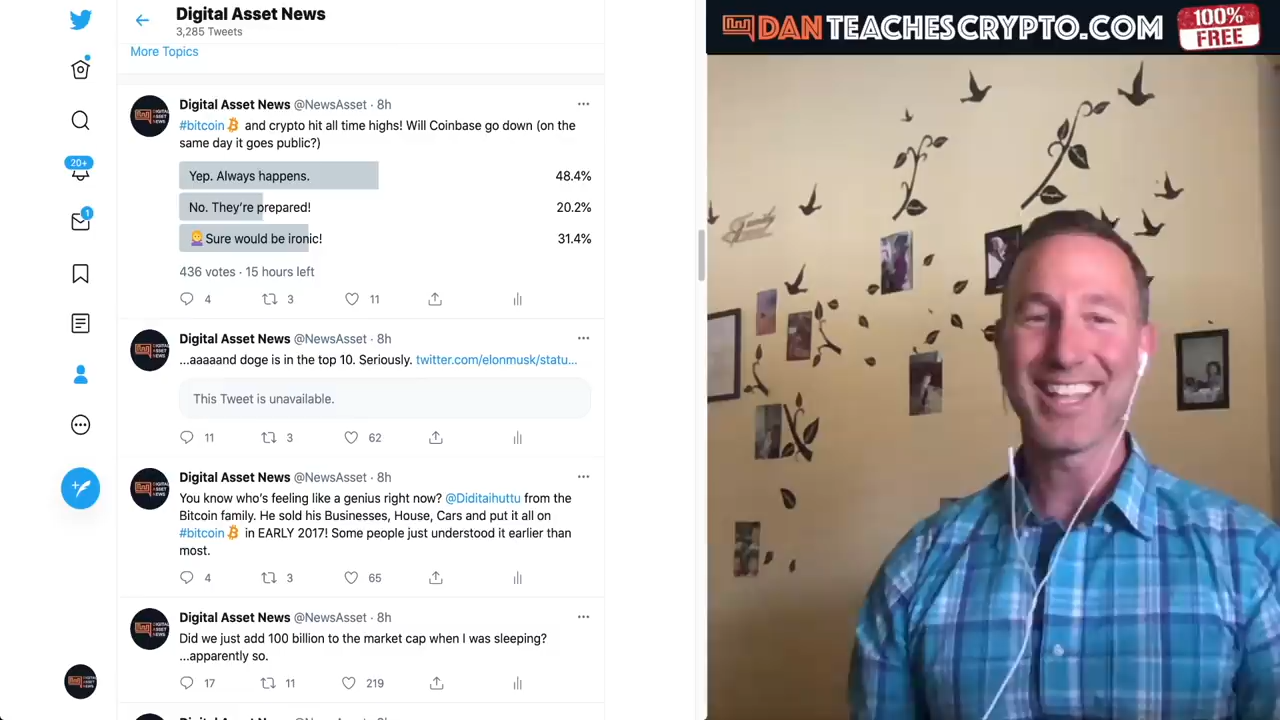 Digital Asset News
3,285 Tweets
More Topics
Digital Asset News @NewsAsset · 8h
#bitcoin and crypto hit all time highs! Will Coinbase go down (on the
same day it goes public?)
Yep. Always happens. 48.4%
No. They're prepared! 20.2%
Sure would be ironic! 31.4%
436 votes · 15 hours left
4 3 11
Digital Asset News @NewsAsset · 8h
...aaaaand doge is in the top 10. Seriously. twitter.com/elonmusk/statu...
This Tweet is unavailable.
11 3 62
Digital Asset News @NewsAsset · 8h
You know who's feeling like a genius right now? @Diditaihuttu from the
Bitcoin family. He sold his Businesses, House, Cars and put it all on
#bitcoin in EARLY 2017! Some people just understood it earlier than
most.
4 3 65
Digital Asset News @NewsAsset · 8h
Did we just add 100 billion to the market cap when I was sleeping?
...apparently so.
17 11 219
20+
1
DANTEACHESCRYPTO.COM
100%
FREE